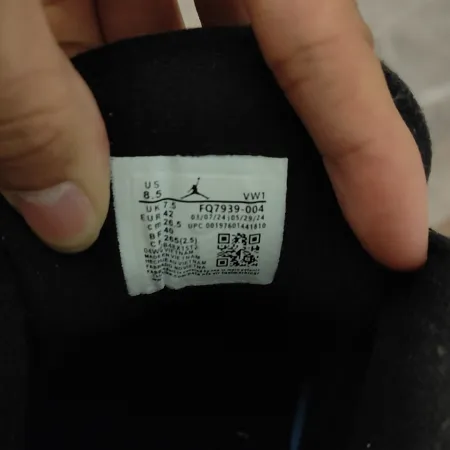 US
8.5
VW1
UK 7.5
FQ7939-004
EUR 42
03/07/24 05/29/24
CM 26.5
UPC 00197601441810
BR 40
265(2.5)
MADE IN VIETNAM